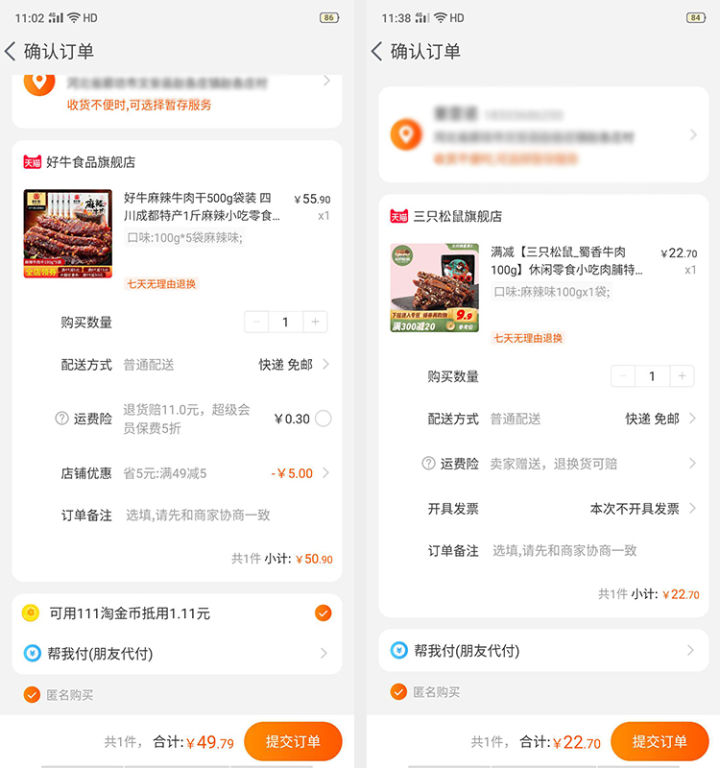 11:02 4G HD 86
确认订单
收货不便时,可选择暂存服务
天猫 好牛食品旗舰店
好牛麻辣牛肉干500g袋装 四 ￥55.90
川成都特产1斤麻辣小吃零食... x1
口味:100g*5袋麻辣味;
七天无理由退换
购买数量 － 1 +
配送方式 普通配送 快递 免邮
运费险 退货赔11.0元，超级会 ￥0.30
员保费5折
店铺优惠 省5元:满49减5 -￥5.00
订单备注 选填,请先和商家协商一致
共1件 小计: ￥50.90
可用111淘金币抵用1.11元
帮我付(朋友代付)
匿名购买
共1件， 合计:￥49.79 提交订单
11:38 4G HD 84
确认订单
天猫 三只松鼠旗舰店
满减【三只松鼠_蜀香牛肉 ￥22.70
100g】休闲零食小吃肉脯特... x1
满300减20
9.9
口味:麻辣味100gx1袋;
七天无理由退换
购买数量 － 1 +
配送方式 普通配送 快递 免邮
运费险 卖家赠送，退换货可赔
开具发票 本次不开具发票
订单备注 选填,请先和商家协商一致
共1件 小计: ￥22.70
帮我付(朋友代付)
匿名购买
共1件， 合计:￥22.70 提交订单